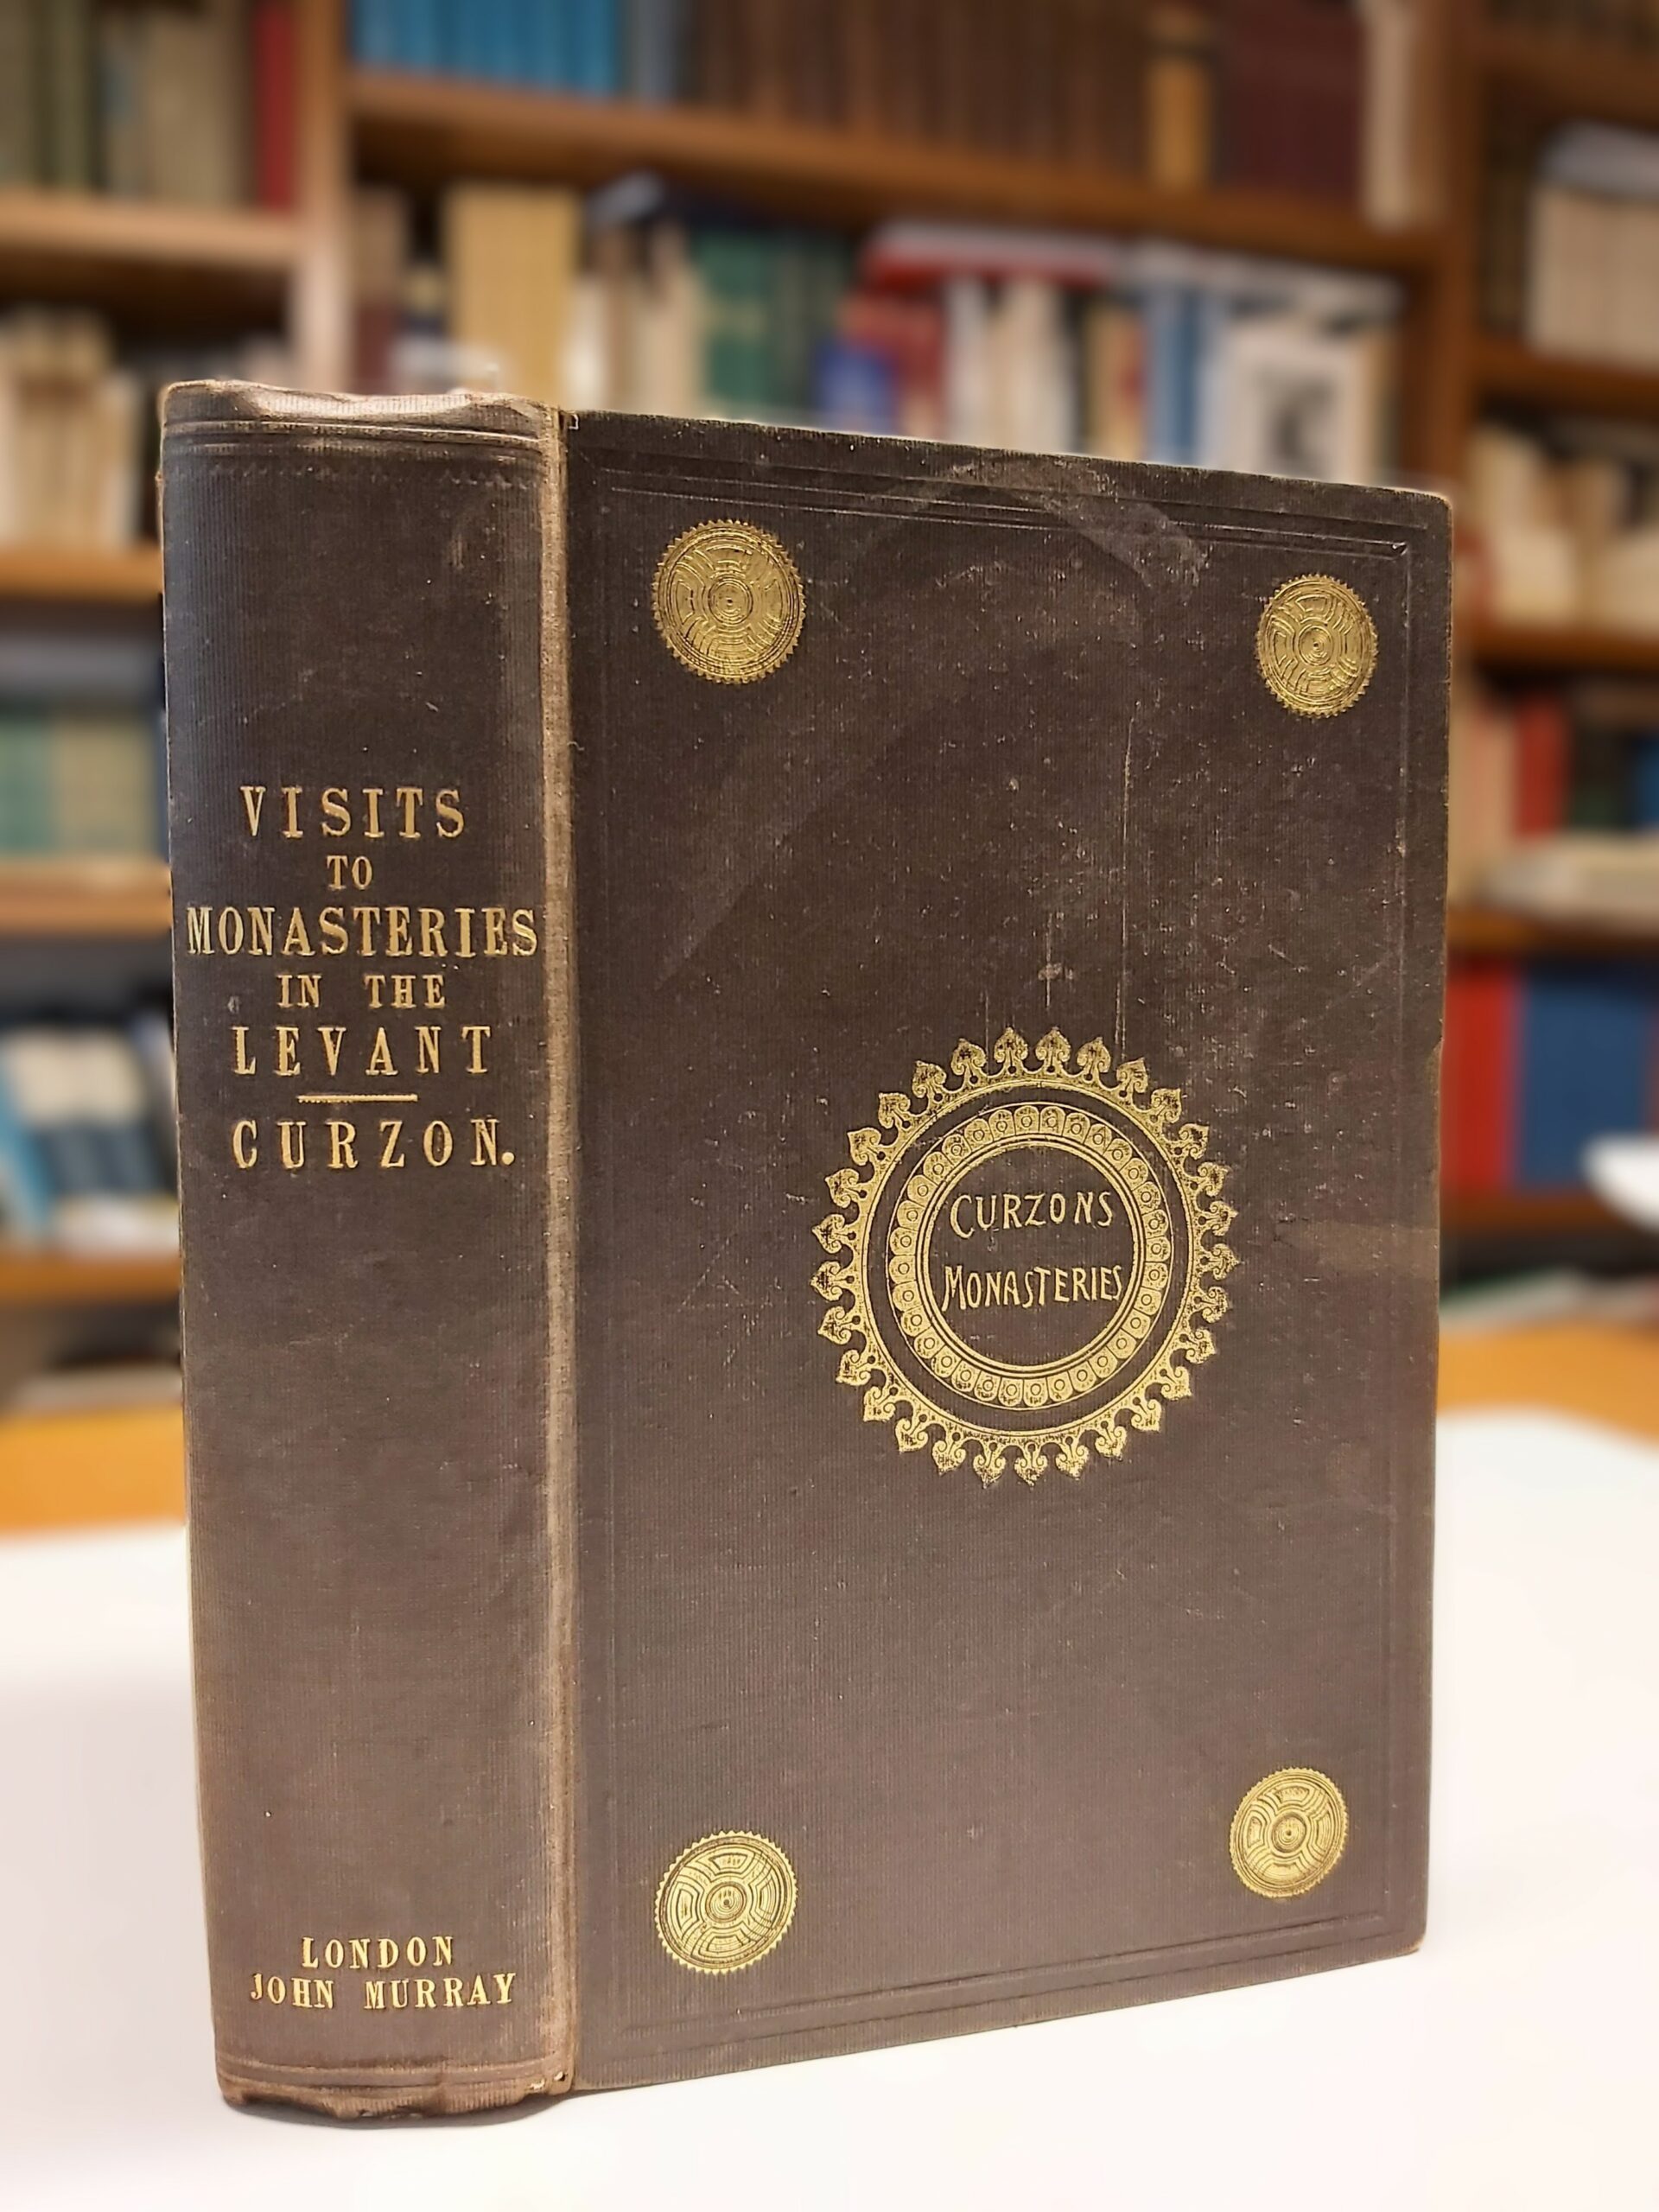 VISITS
TO
MONASTERIES
IN THE
LEVANT
CURZON.
LONDON
JOHN MURRAY
CURZONS
MONASTERIES